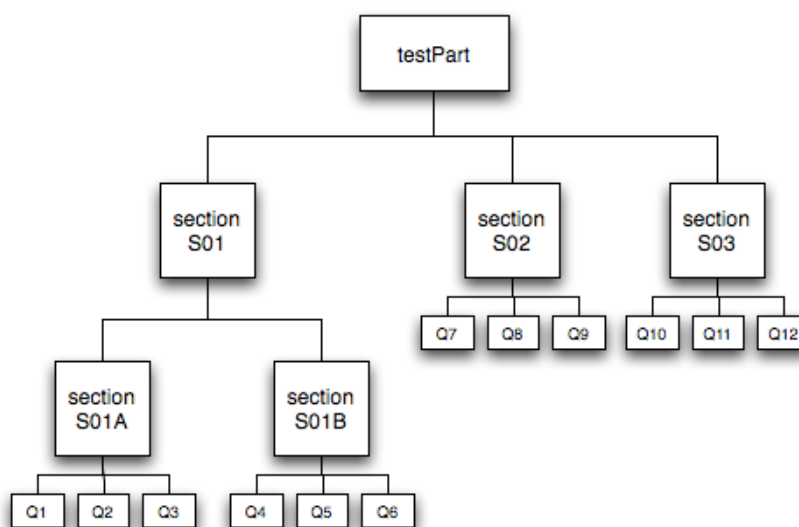 testPart
section
S01
section
S02
section
S03
Q7
Q8
Q9
Q10
Q11
Q12
section
S01A
section
S01B
Q1
Q2
Q3
Q4
Q5
Q6